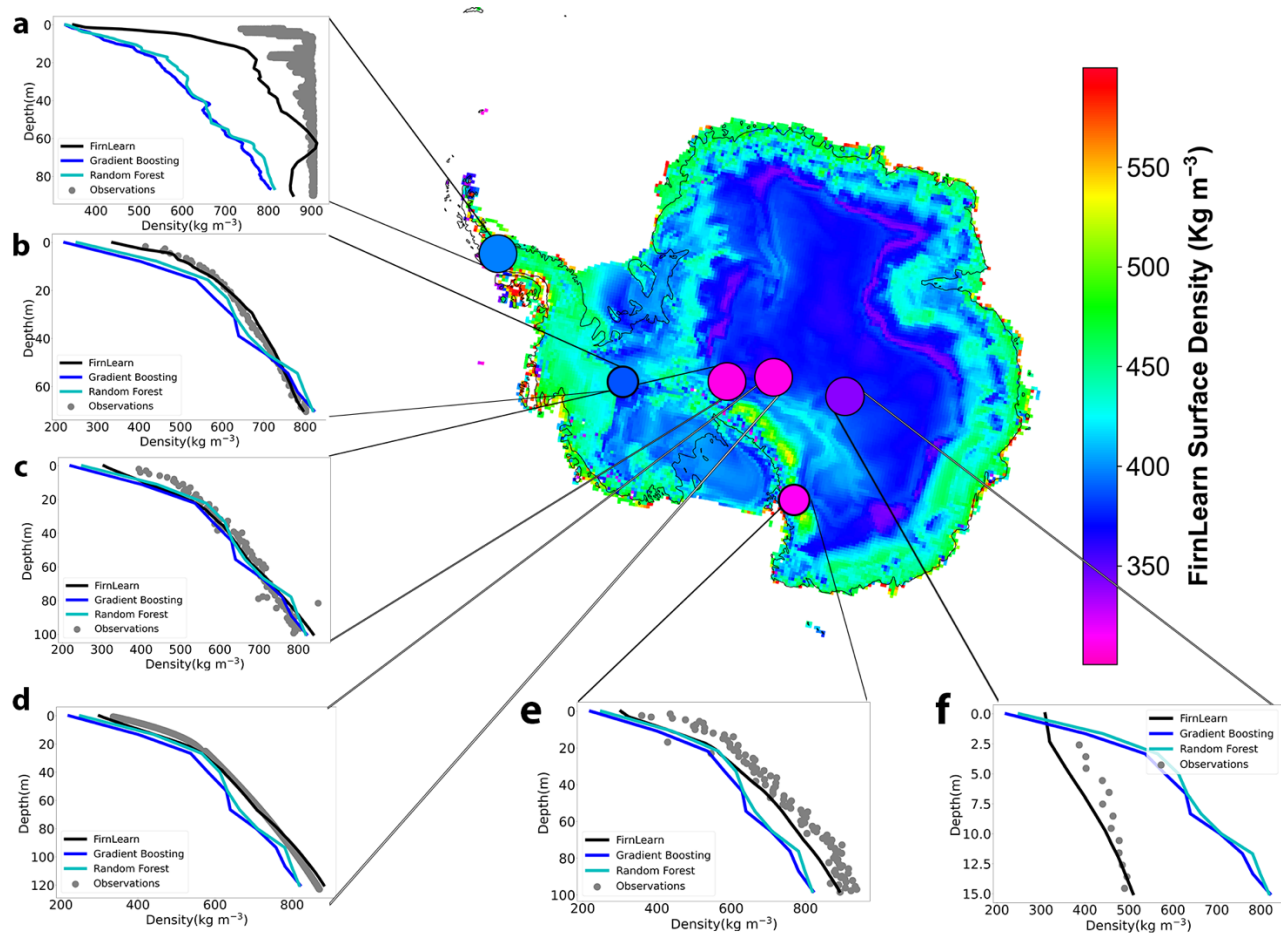 a
0
20
40
60
80
Depth(m)
FirnLearn
Gradient Boosting
Random Forest
Observations
400 500 600 700 800 900
Density(kg m⁻³)
b
0
20
40
60
Depth(m)
FirnLearn
Gradient Boosting
Random Forest
Observations
200 300 400 500 600 700 800
Density(kg m⁻³)
c
0
20
40
60
80
100
Depth(m)
FirnLearn
Gradient Boosting
Random Forest
Observations
200 300 400 500 600 700 800
Density(kg m⁻³)
d
0
20
40
60
80
100
120
Depth(m)
FirnLearn
Gradient Boosting
Random Forest
Observations
200 400 600 800
Density(kg m⁻³)
e
0
20
40
60
80
100
Depth(m)
FirnLearn
Gradient Boosting
Random Forest
Observations
200 400 600 800
Density(kg m⁻³)
f
0.0
2.5
5.0
7.5
10.0
12.5
15.0
Depth(m)
FirnLearn
Gradient Boosting
Random Forest
Observations
200 300 400 500 600 700 800
Density(kg m⁻³)
550
500
450
400
350
FirnLearn Surface Density (Kg m⁻³)